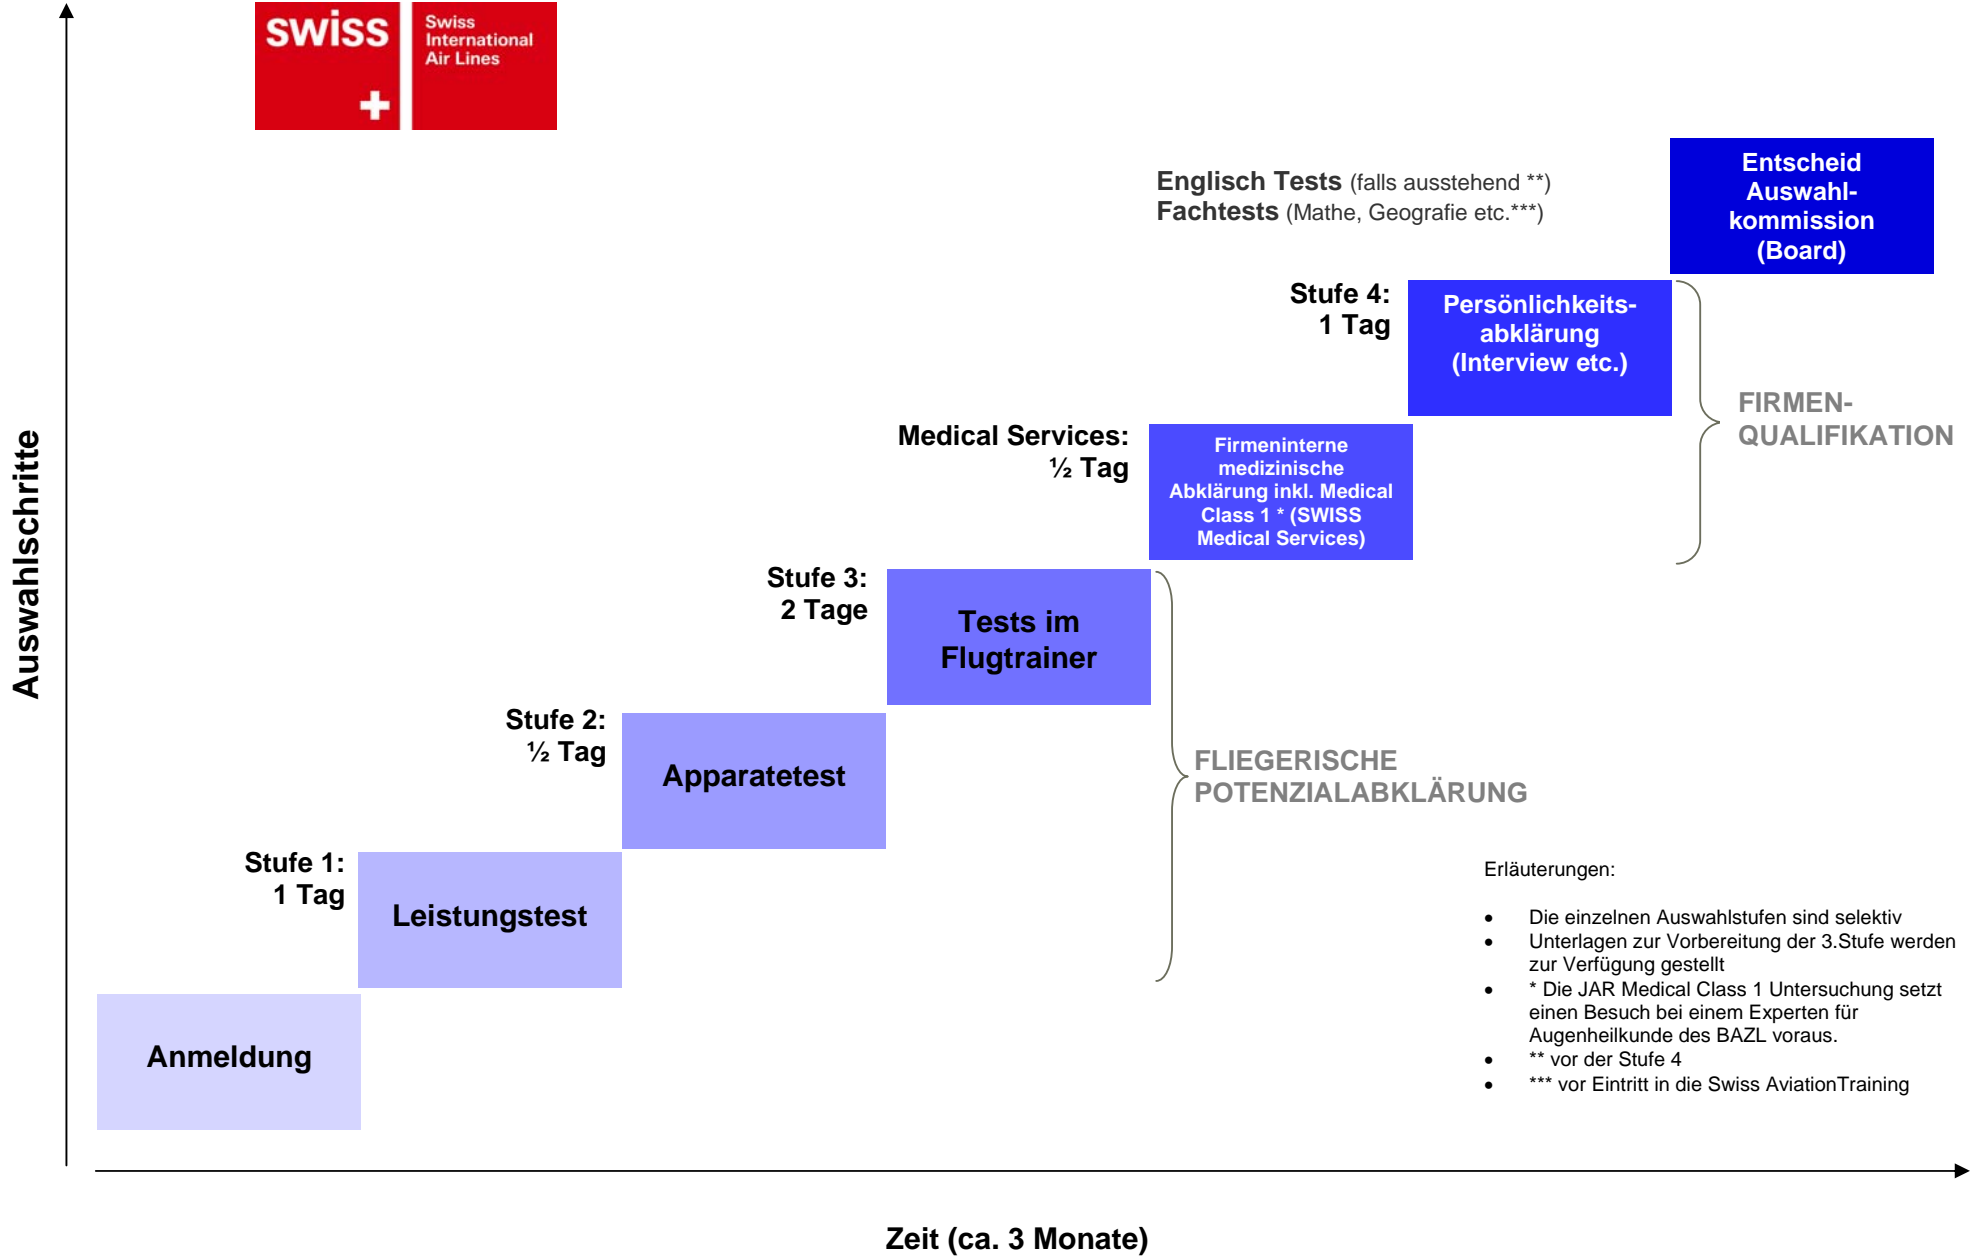 swiss
Swiss
International
Air Lines
Englisch Tests (falls ausstehend **)
Fachtests (Mathe, Geografie etc.***)
Entscheid
Auswahl-
kommission
(Board)
Stufe 4:
1 Tag
Persönlichkeits-
abklärung
(Interview etc.)
FIRMEN-
QUALIFIKATION
Medical Services:
½ Tag
Firmeninterne
medizinische
Abklärung inkl. Medical
Class 1 * (SWISS
Medical Services)
Auswahlschritte
Stufe 3:
2 Tage
Tests im
Flugtrainer
Stufe 2:
½ Tag
Apparatetest
FLIEGERISCHE
POTENZIALABKLÄRUNG
Stufe 1:
1 Tag
Leistungstest
Anmeldung
Erläuterungen:
• Die einzelnen Auswahlstufen sind selektiv
• Unterlagen zur Vorbereitung der 3.Stufe werden
zur Verfügung gestellt
• * Die JAR Medical Class 1 Untersuchung setzt
einen Besuch bei einem Experten für
Augenheilkunde des BAZL voraus.
• ** vor der Stufe 4
• *** vor Eintritt in die Swiss AviationTraining
Zeit (ca. 3 Monate)